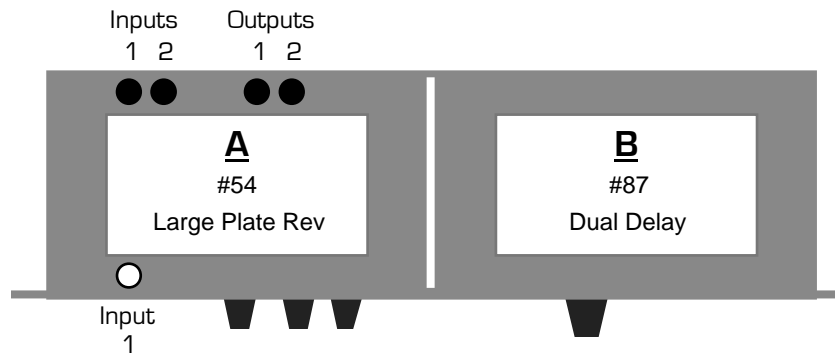 Inputs
1 2
Outputs
1 2
A
#54
Large Plate Rev
B
#87
Dual Delay
Input
1